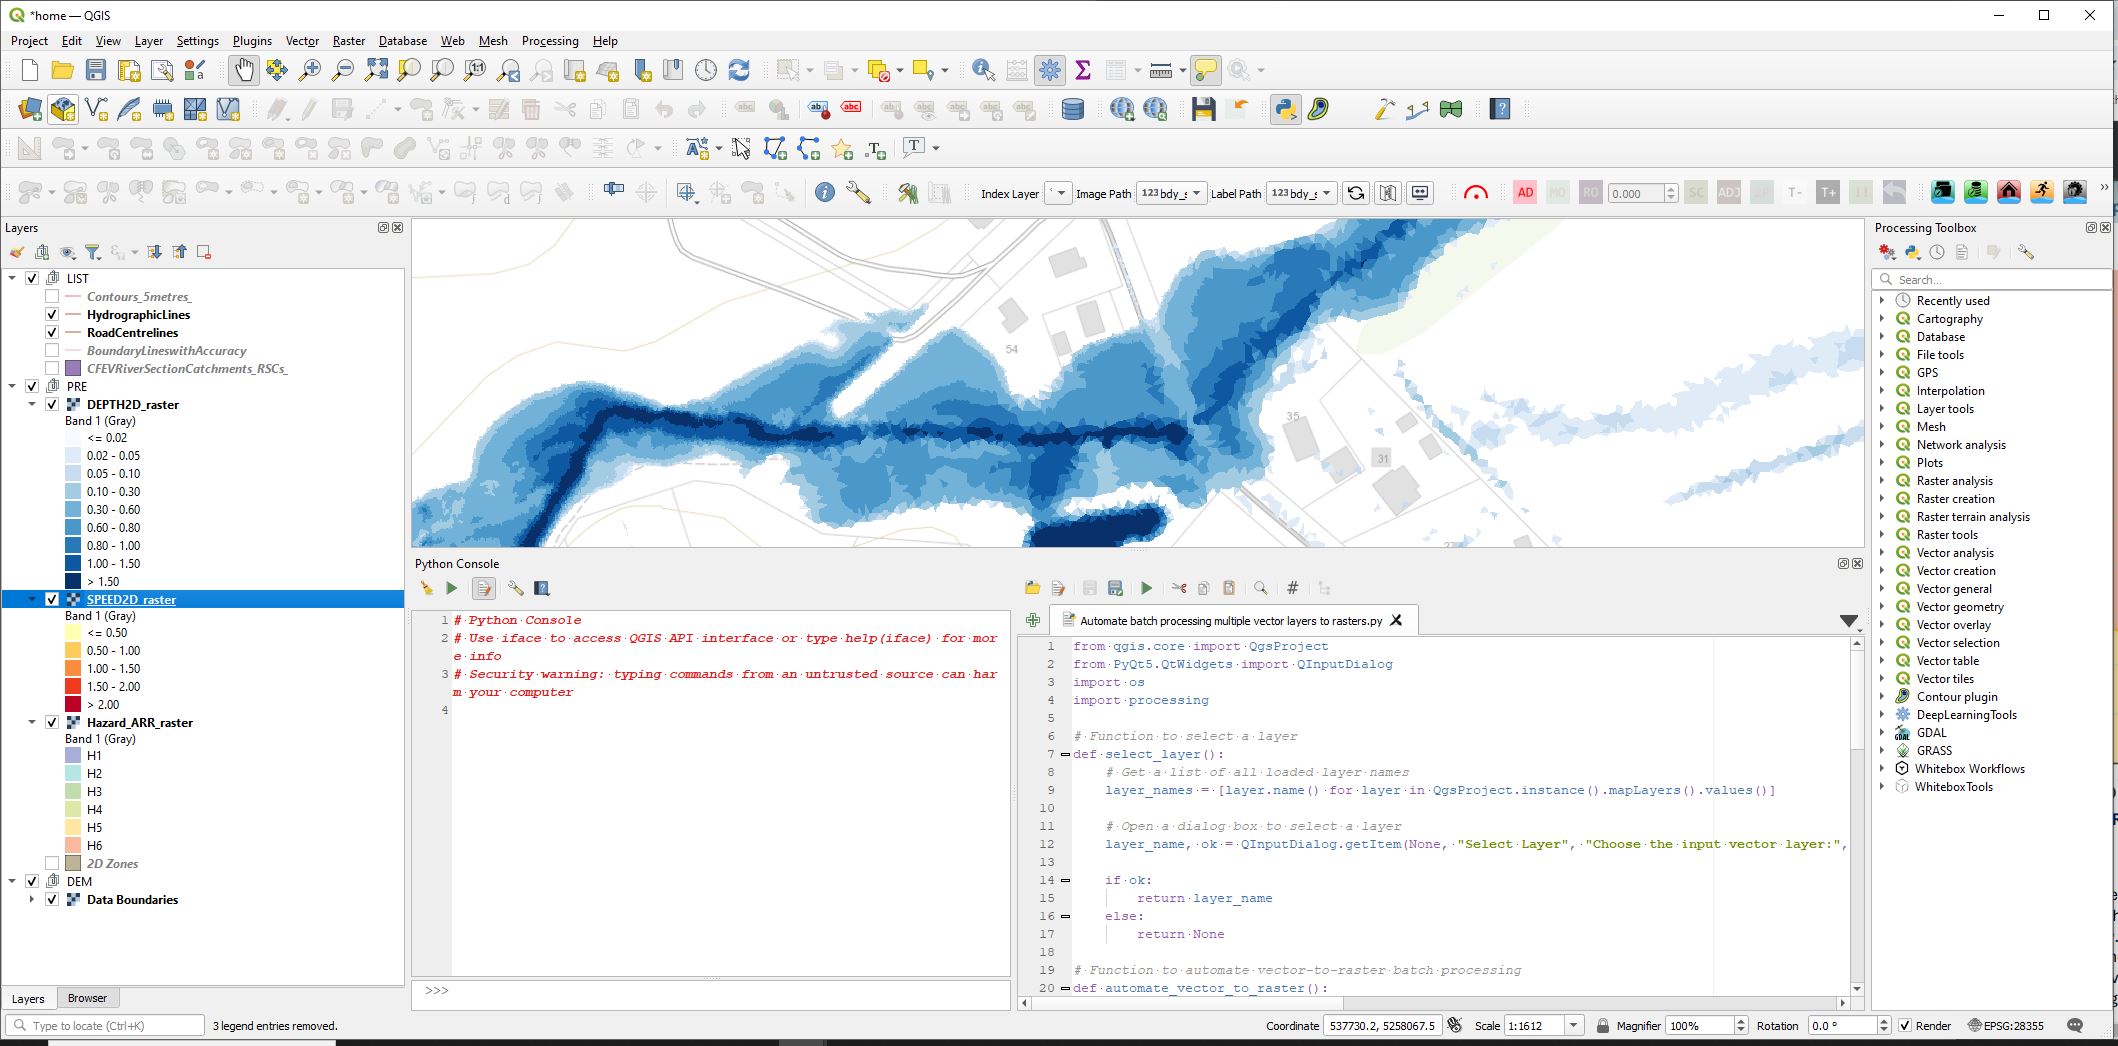 *home — QGIS
Project Edit View Layer Settings Plugins Vector Raster Database Web Mesh Processing Help
Index Layer Image Path 123 bdy_s Label Path 123 bdy_s AD MO RO 0.000 SC ADJ T- T+
Layers
LIST
Contours_5metres_
HydrographicLines
RoadCentrelines
BoundaryLineswithAccuracy
CFEVRiverSectionCatchments_RSCs_
PRE
DEPTH2D_raster
Band 1 (Gray)
<= 0.02
0.02 - 0.05
0.05 - 0.10
0.10 - 0.30
0.30 - 0.60
0.60 - 0.80
0.80 - 1.00
1.00 - 1.50
> 1.50
SPEED2D_raster
Band 1 (Gray)
<= 0.50
0.50 - 1.00
1.00 - 1.50
1.50 - 2.00
> 2.00
Hazard_ARR_raster
Band 1 (Gray)
H1
H2
H3
H4
H5
H6
2D Zones
DEM
Data Boundaries
Layers Browser
54
35
31
Python Console
1 # Python Console
2 # Use iface to access QGIS API interface or type help(iface) for mor
e info
3 # Security warning: typing commands from an untrusted source can har
m your computer
4
>>>
Automate batch processing multiple vector layers to rasters.py
1 from qgis.core import QgsProject
2 from PyQt5.QtWidgets import QInputDialog
3 import os
4 import processing
5
6 # Function to select a layer
7 def select_layer():
8 # Get a list of all loaded layer names
9 layer_names = [layer.name() for layer in QgsProject.instance().mapLayers().values()]
10
11 # Open a dialog box to select a layer
12 layer_name, ok = QInputDialog.getItem(None, "Select Layer", "Choose the input vector layer:",
13
14 if ok:
15 return layer_name
16 else:
17 return None
18
19 # Function to automate vector-to-raster batch processing
20 def automate_vector_to_raster():
Processing Toolbox
Search...
Recently used
Cartography
Database
File tools
GPS
Interpolation
Layer tools
Mesh
Network analysis
Plots
Raster analysis
Raster creation
Raster terrain analysis
Raster tools
Vector analysis
Vector creation
Vector general
Vector geometry
Vector overlay
Vector selection
Vector table
Vector tiles
Contour plugin
DeepLearningTools
GDAL
GRASS
Whitebox Workflows
WhiteboxTools
Type to locate (Ctrl+K) 3 legend entries removed. Coordinate 537730.2, 5258067.5 Scale 1:1612 Magnifier 100% Rotation 0.0 ° Render EPSG:28355